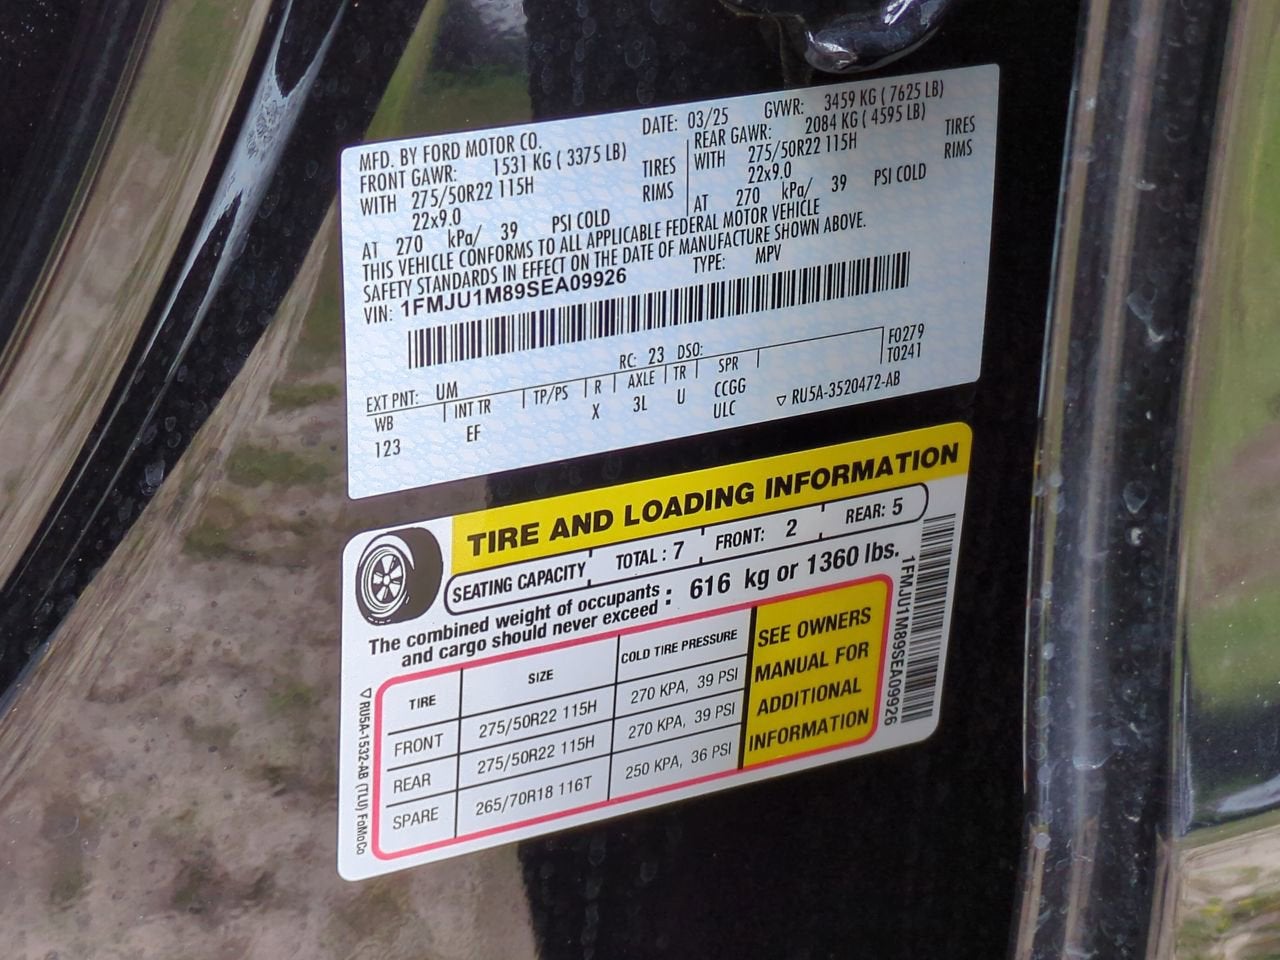 MFD. BY FORD MOTOR CO.
DATE: 03/25 GVWR: 3459 KG ( 7625 LB)
FRONT GAWR: 1531 KG ( 3375 LB)
REAR GAWR: 2084 KG ( 4595 LB)
WITH 275/50R22 115H TIRES
WITH 275/50R22 115H TIRES
22x9.0 RIMS
22x9.0 RIMS
AT 270 kPa/ 39 PSI COLD
AT 270 kPa/ 39 PSI COLD
THIS VEHICLE CONFORMS TO ALL APPLICABLE FEDERAL MOTOR VEHICLE
SAFETY STANDARDS IN EFFECT ON THE DATE OF MANUFACTURE SHOWN ABOVE.
VIN: 1FMJU1M89SEA09926 TYPE: MPV
EXT PNT: UM RC: 23 DSO: F0279
WB INT TR TP/PS R AXLE TR SPR T0241
123 EF X 3L U CCGG
ULC ▽ RU5A-3520472-AB
TIRE AND LOADING INFORMATION
SEATING CAPACITY TOTAL : 7 FRONT: 2 REAR: 5
The combined weight of occupants
and cargo should never exceed : 616 kg or 1360 lbs.
TIRE SIZE COLD TIRE PRESSURE
FRONT 275/50R22 115H 270 KPA, 39 PSI
REAR 275/50R22 115H 270 KPA, 39 PSI
SPARE 265/70R18 116T 250 KPA, 36 PSI
SEE OWNERS
MANUAL FOR
ADDITIONAL
INFORMATION
1FMJU1M89SEA09926
▽ RU5A-1532-AB (TLU) FoMoCo